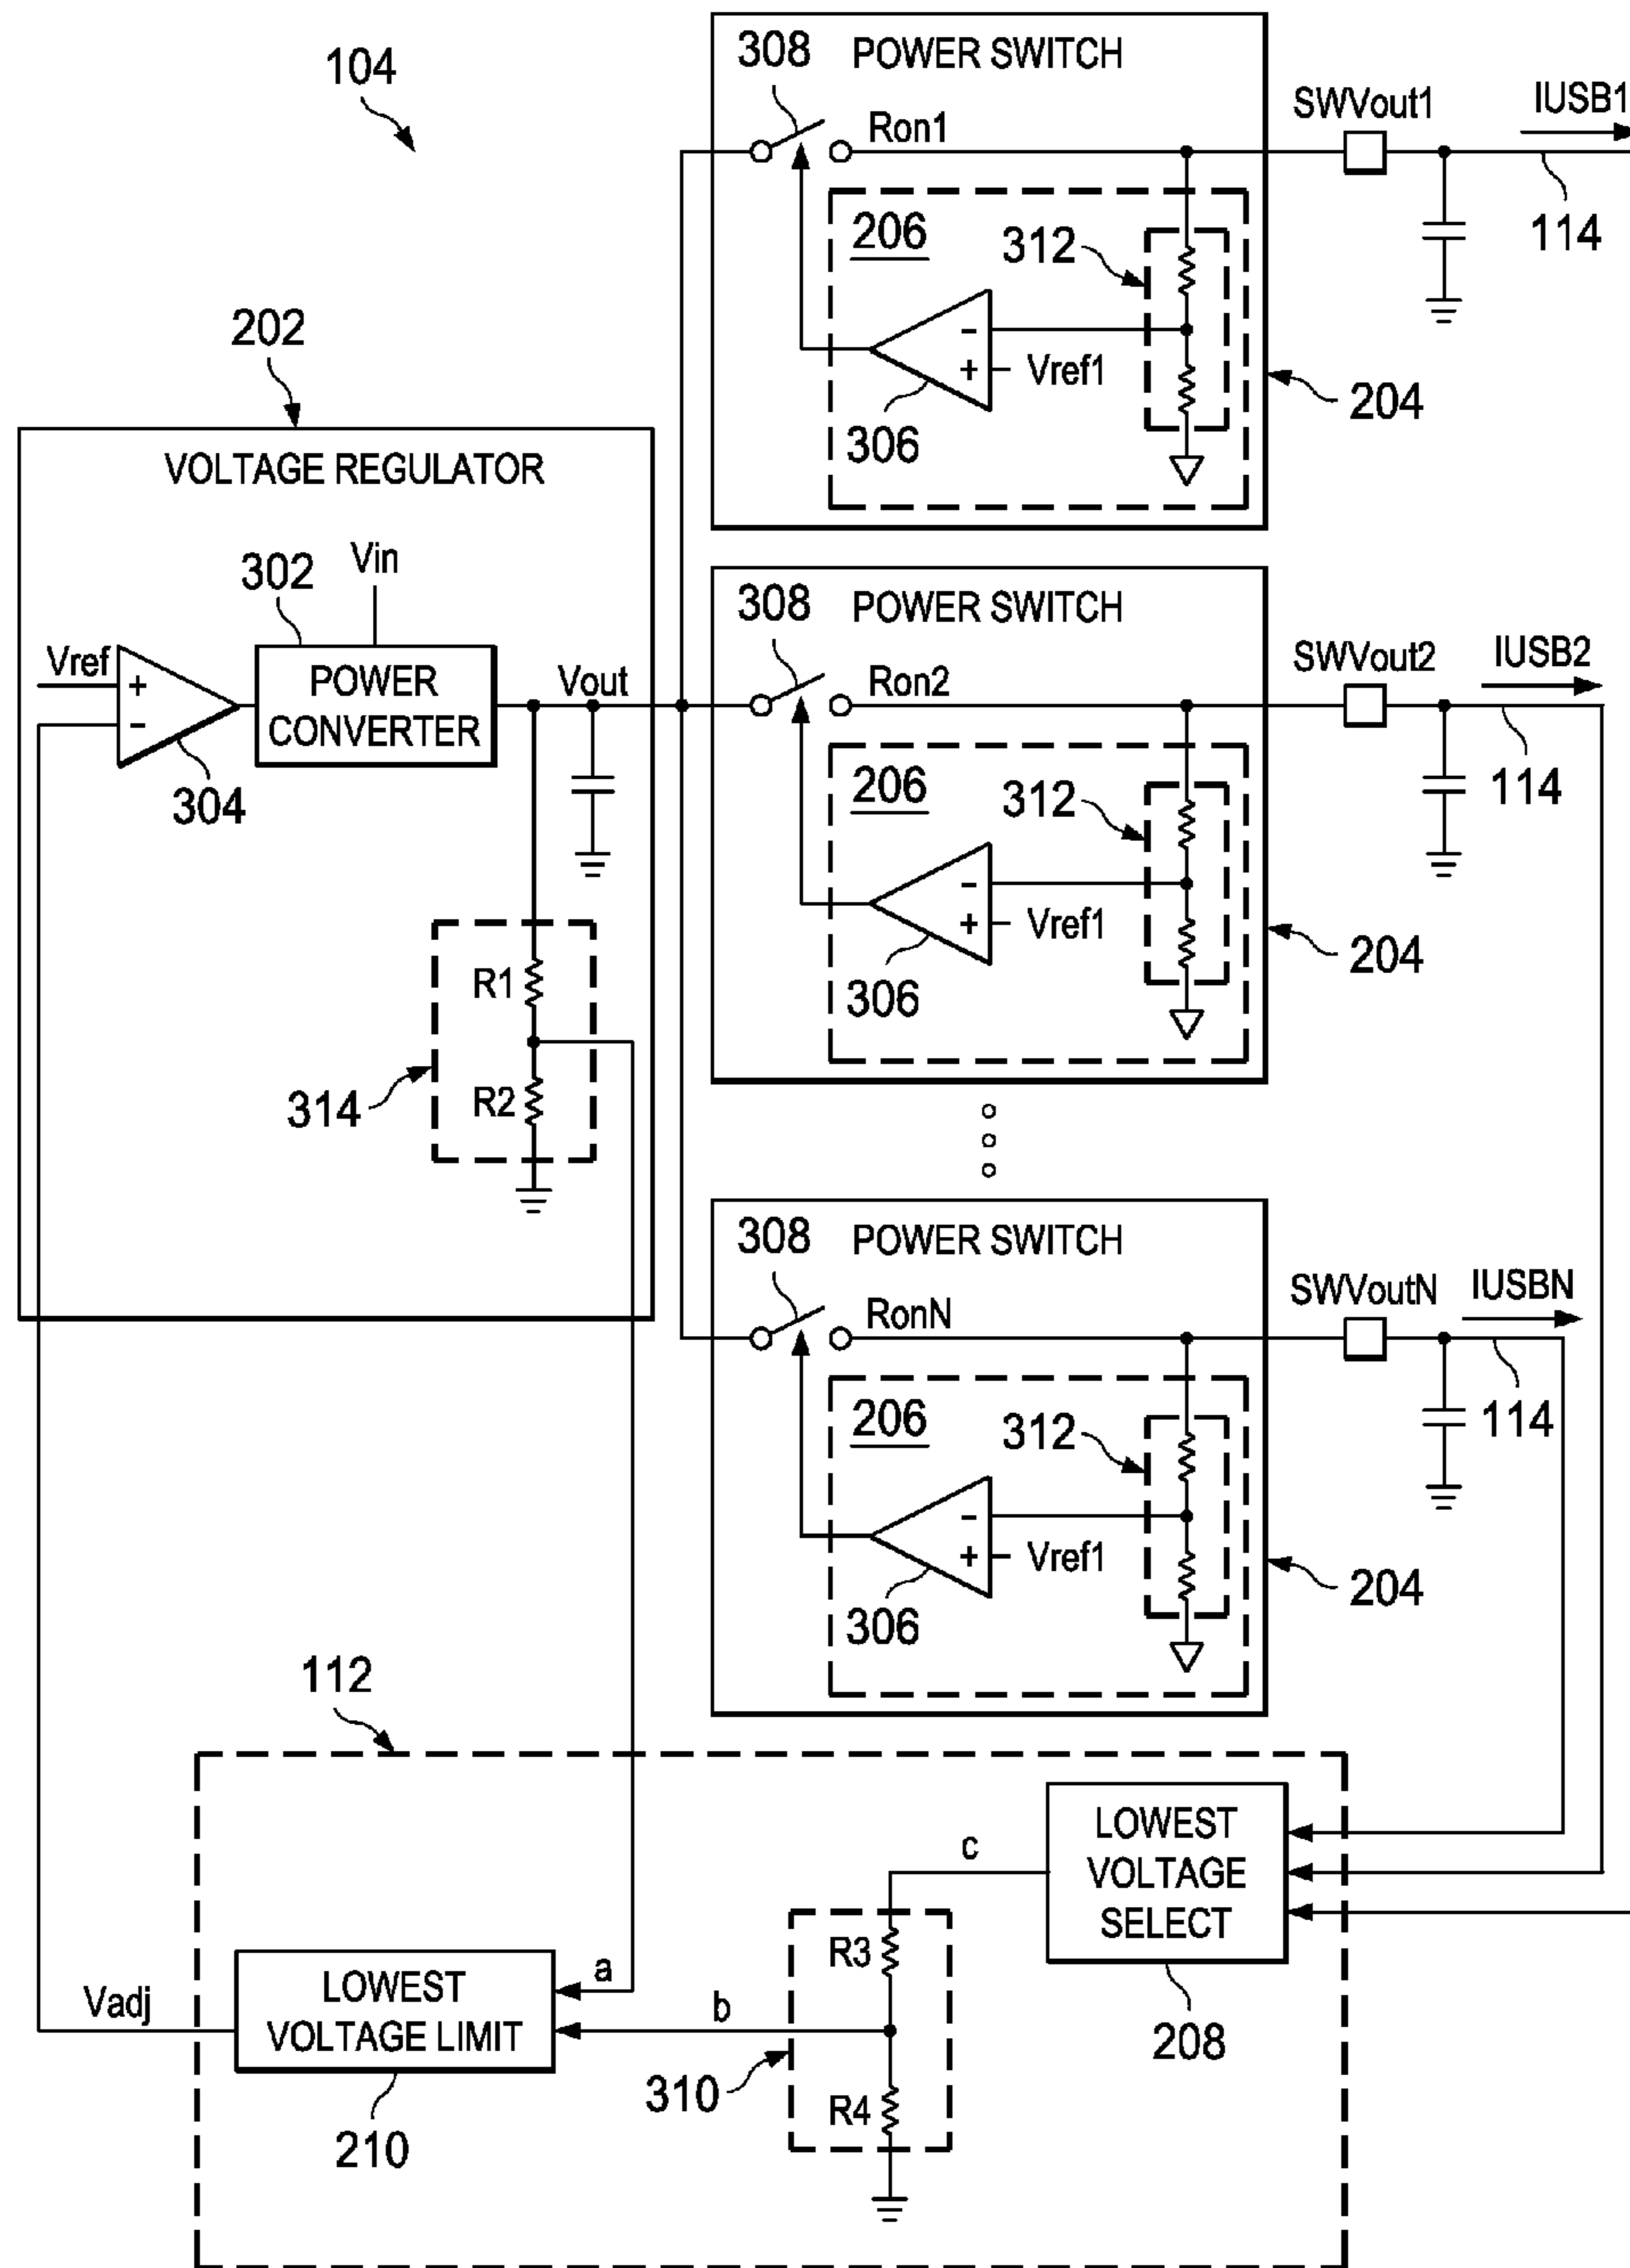 104
308
POWER SWITCH
Ron1
SWVout1
IUSB1
114
206
312
Vref1
-
+
306
204
202
VOLTAGE REGULATOR
302
Vin
Vref
+
-
POWER
CONVERTER
Vout
304
R1
R2
314
308
POWER SWITCH
Ron2
SWVout2
IUSB2
114
206
312
-
+
Vref1
306
204
308
POWER SWITCH
RonN
SWVoutN
IUSBN
114
206
312
-
+
Vref1
306
204
112
LOWEST
VOLTAGE
SELECT
208
c
R3
R4
310
a
b
LOWEST
VOLTAGE LIMIT
210
Vadj